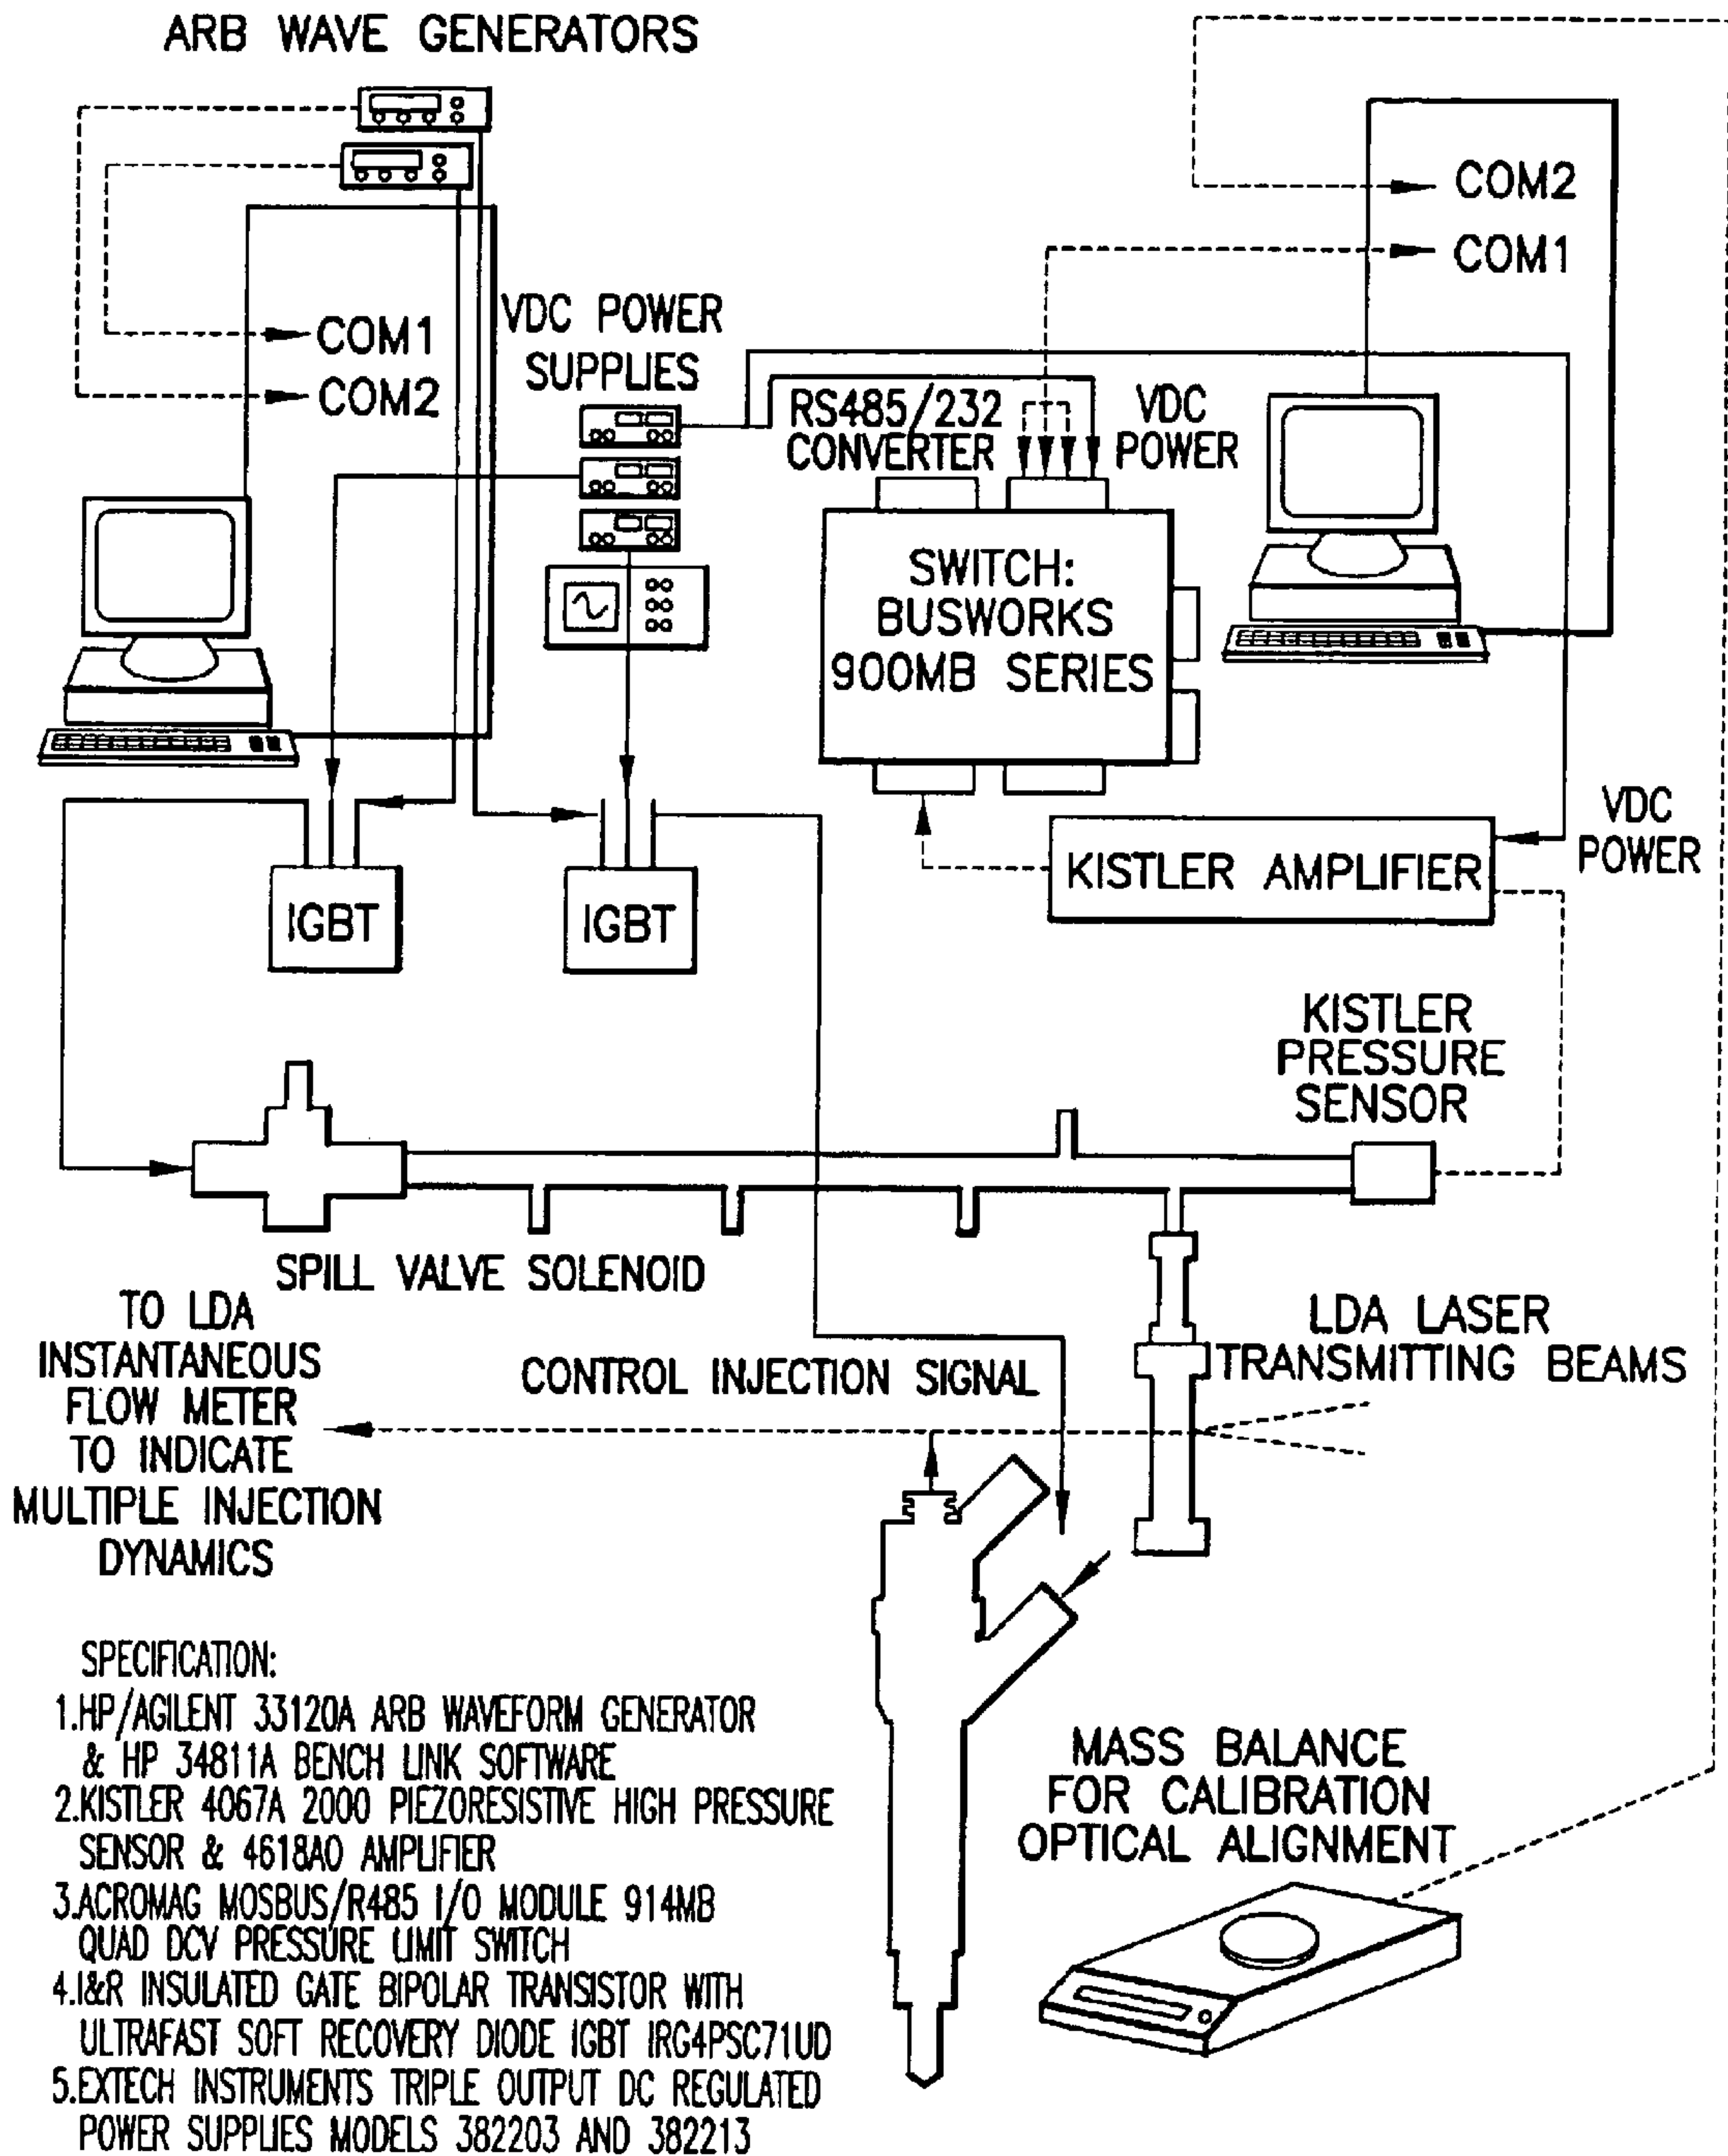 ARB WAVE GENERATORS
COM2
COM1
COM1
COM2
VDC POWER
SUPPLIES
RS485/232
CONVERTER
VDC
POWER
SWITCH:
BUSWORKS
900MB SERIES
VDC
POWER
KISTLER AMPLIFIER
IGBT
IGBT
KISTLER
PRESSURE
SENSOR
SPILL VALVE SOLENOID
TO LDA
INSTANTANEOUS
FLOW METER
TO INDICATE
MULTIPLE INJECTION
DYNAMICS
CONTROL INJECTION SIGNAL
LDA LASER
TRANSMITTING BEAMS
SPECIFICATION:
1.HP/AGILENT 33120A ARB WAVEFORM GENERATOR
& HP 34811A BENCH LINK SOFTWARE
2.KISTLER 4067A 2000 PIEZORESISTIVE HIGH PRESSURE
SENSOR & 4618AO AMPLIFIER
3.ACROMAG MOSBUS/R485 I/O MODULE 914MB
QUAD DCV PRESSURE LIMIT SWITCH
4.I&R INSULATED GATE BIPOLAR TRANSISTOR WITH
ULTRAFAST SOFT RECOVERY DIODE IGBT IRG4PSC71UD
5.EXTECH INSTRUMENTS TRIPLE OUTPUT DC REGULATED
POWER SUPPLIES MODELS 382203 AND 382213
MASS BALANCE
FOR CALIBRATION
OPTICAL ALIGNMENT